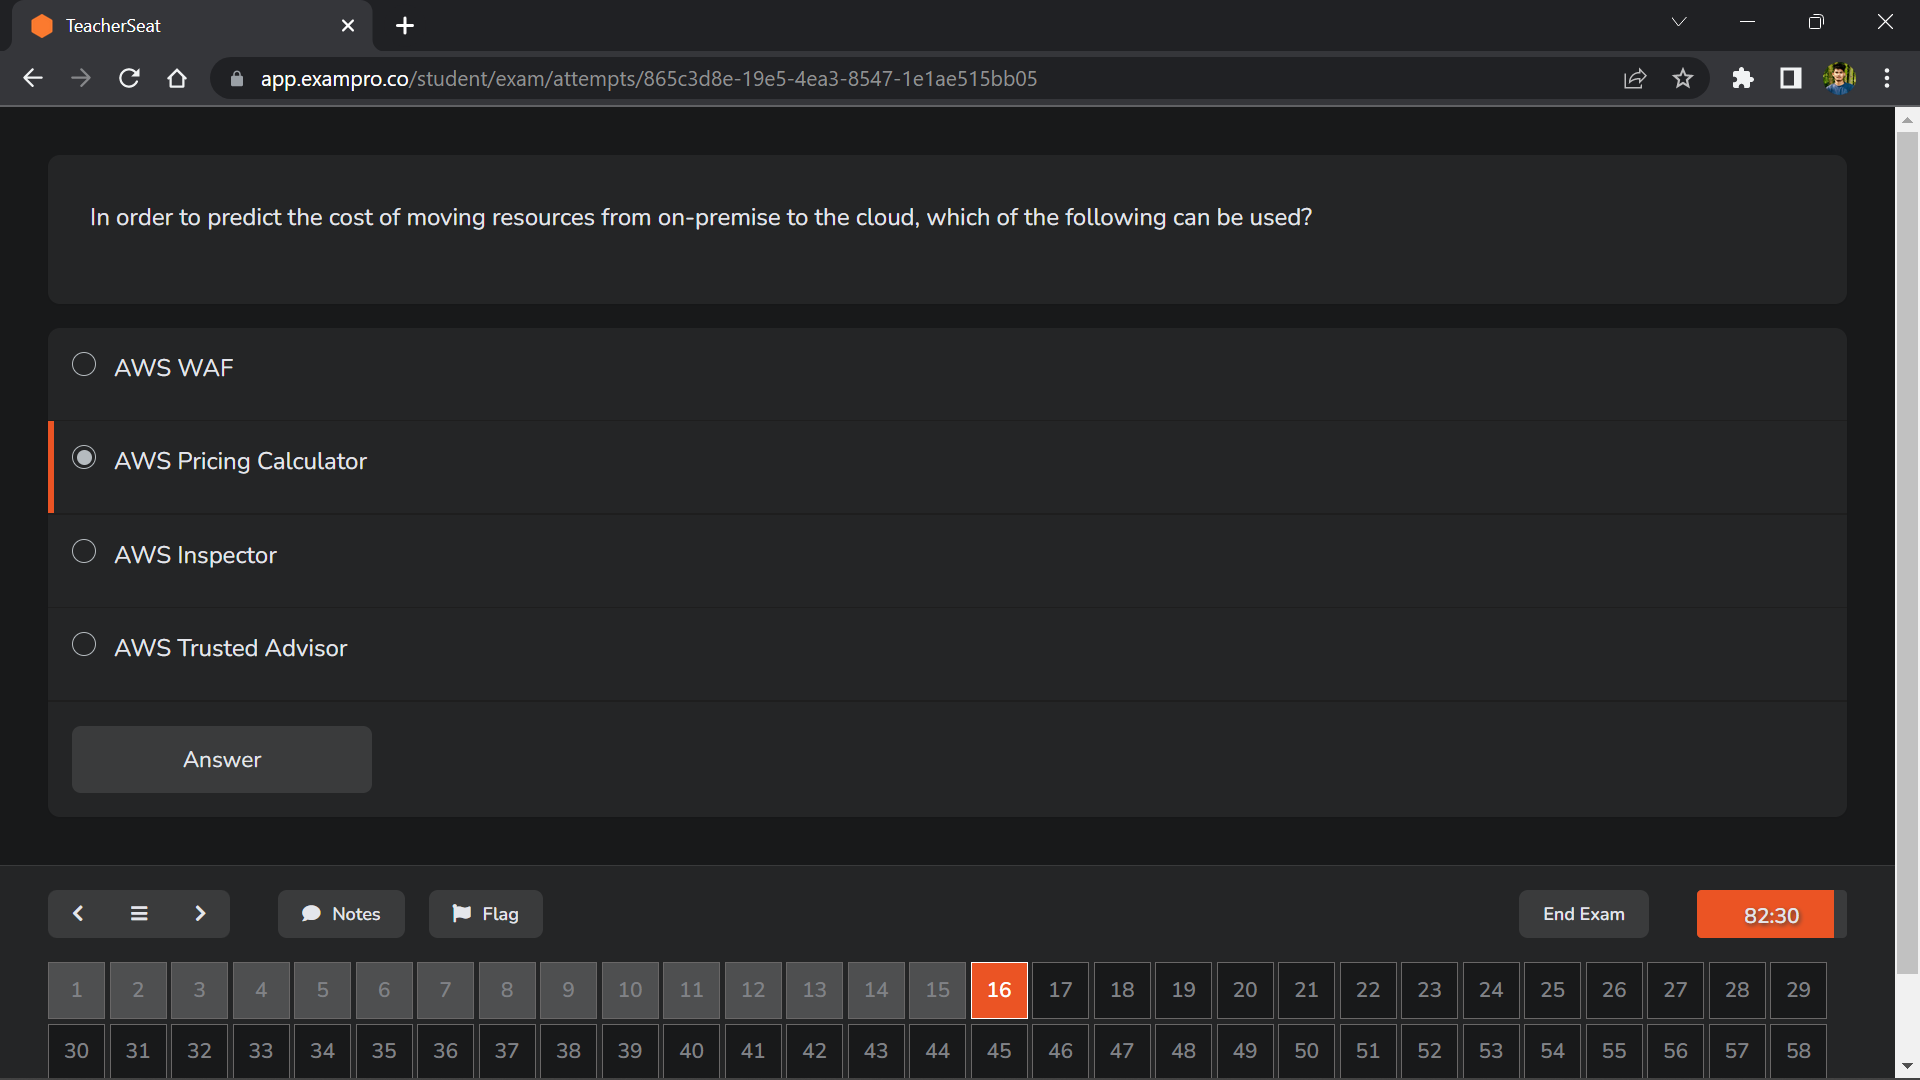 TeacherSeat
app.exampro.co/student/exam/attempts/865c3d8e-19e5-4ea3-8547-1e1ae515bb05
In order to predict the cost of moving resources from on-premise to the cloud, which of the following can be used?
AWS WAF
AWS Pricing Calculator
AWS Inspector
AWS Trusted Advisor
Answer
Notes Flag End Exam 82:30
1 2 3 4 5 6 7 8 9 10 11 12 13 14 15 16 17 18 19 20 21 22 23 24 25 26 27 28 29
30 31 32 33 34 35 36 37 38 39 40 41 42 43 44 45 46 47 48 49 50 51 52 53 54 55 56 57 58